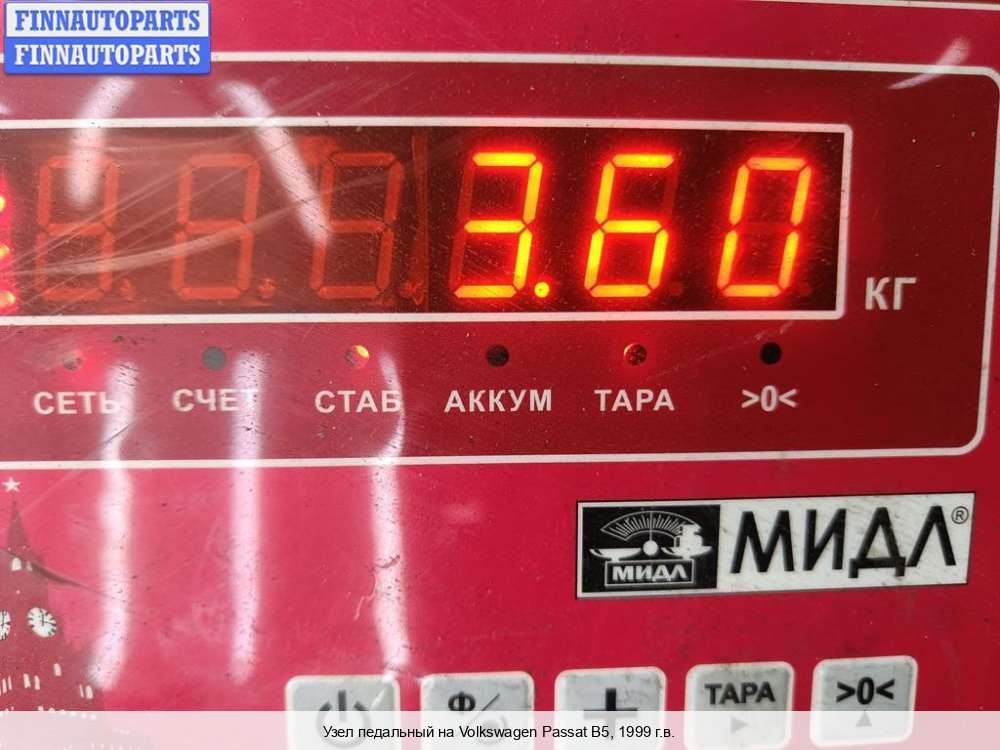 FINNAUTOPARTS
FINNAUTOPARTS
3.60
КГ
СЕТЬ СЧЕТ СТАБ АККУМ ТАРА >0<
МИДЛ МИДЛ®
Ф/ + ТАРА >0<
Узел педальный на Volkswagen Passat B5, 1999 г.в.